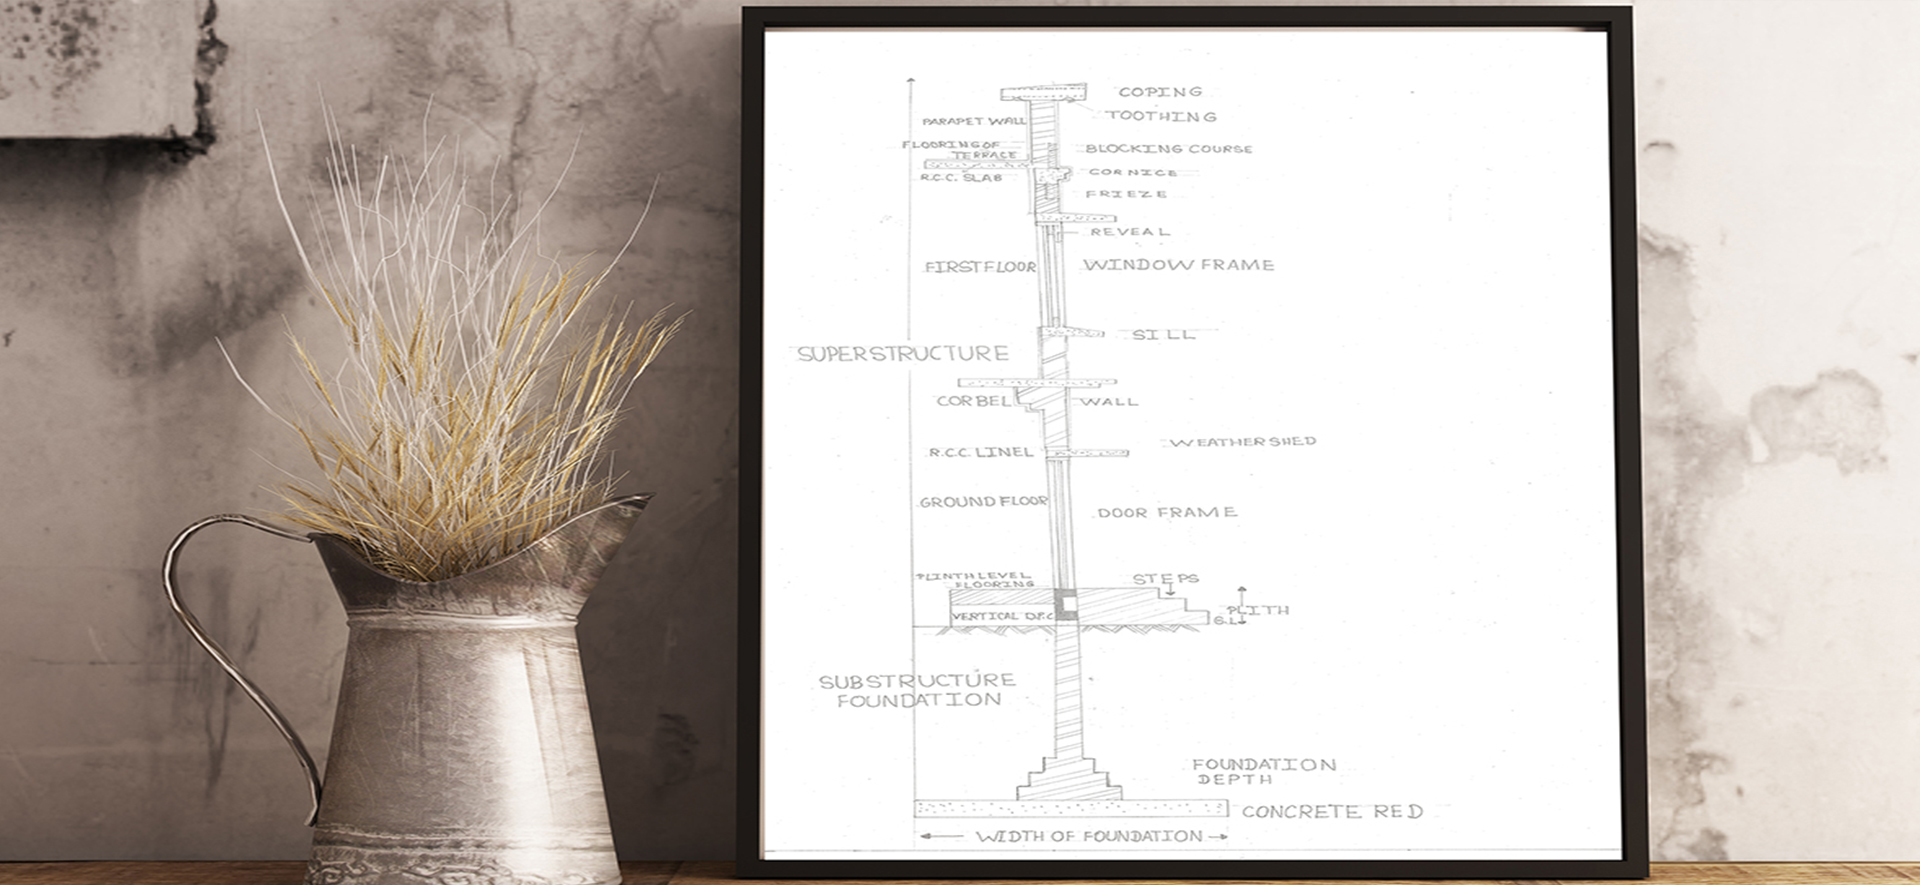 COPING
TOOTHING
PARAPET WALL
FLOORING OF
TERRACE
BLOCKING COURSE
R.C.C. SLAB
CORNICE
FRIEZE
REVEAL
FIRST FLOOR
WINDOW FRAME
SILL
SUPERSTRUCTURE
CORBEL
WALL
WEATHERSHED
R.C.C. LINEL
GROUND FLOOR
DOOR FRAME
PLINTH LEVEL
FLOORING
STEPS
VERTICAL D.P.C
PLITH
G.L
SUBSTRUCTURE
FOUNDATION
FOUNDATION
DEPTH
CONCRETE RED
WIDTH OF FOUNDATION